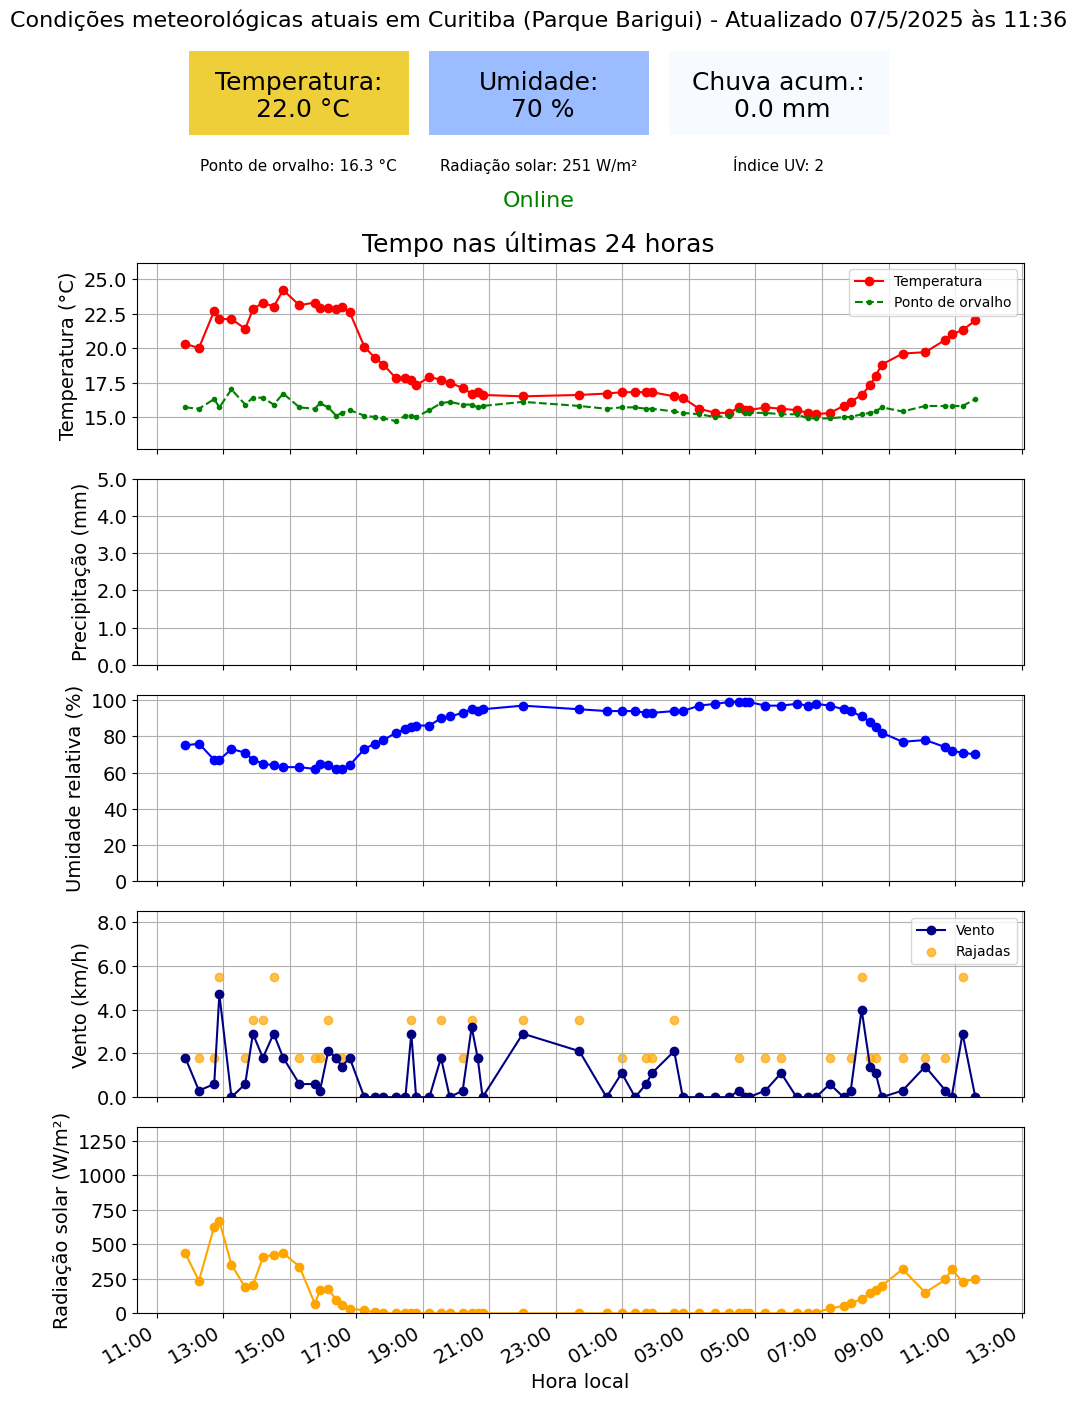 Condições meteorológicas atuais em Curitiba (Parque Barigui) - Atualizado 07/5/2025 às 11:36
Temperatura:
22.0 °C
Umidade:
70 %
Chuva acum.:
0.0 mm
Ponto de orvalho: 16.3 °C
Radiação solar: 251 W/m²
Índice UV: 2
Online
Tempo nas últimas 24 horas
Temperatura (°C)
25.0
22.5
20.0
17.5
15.0
Temperatura
Ponto de orvalho
Precipitação (mm)
5.0
4.0
3.0
2.0
1.0
0.0
Umidade relativa (%)
100
80
60
40
20
0
Vento (km/h)
8.0
6.0
4.0
2.0
0.0
Vento
Rajadas
Radiação solar (W/m²)
1250
1000
750
500
250
0
11:00
13:00
15:00
17:00
19:00
21:00
23:00
01:00
03:00
05:00
07:00
09:00
11:00
13:00
Hora local